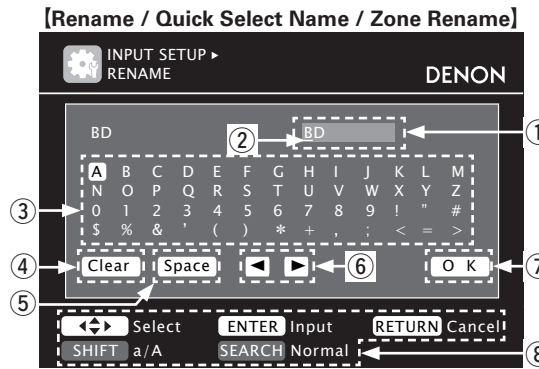 【Rename / Quick Select Name / Zone Rename】
INPUT SETUP ▸
RENAME
DENON
①
BD
②
BD
③
A B C D E F G H I J K L M
N O P Q R S T U V W X Y Z
0 1 2 3 4 5 6 7 8 9 ! " #
$ % & ' ( ) * + , ; < = >
④
Clear
Space
◄ ►
⑥
O K
⑦
⑤
Select
ENTER Input
RETURN Cancel
SHIFT a/A
SEARCH Normal
⑧